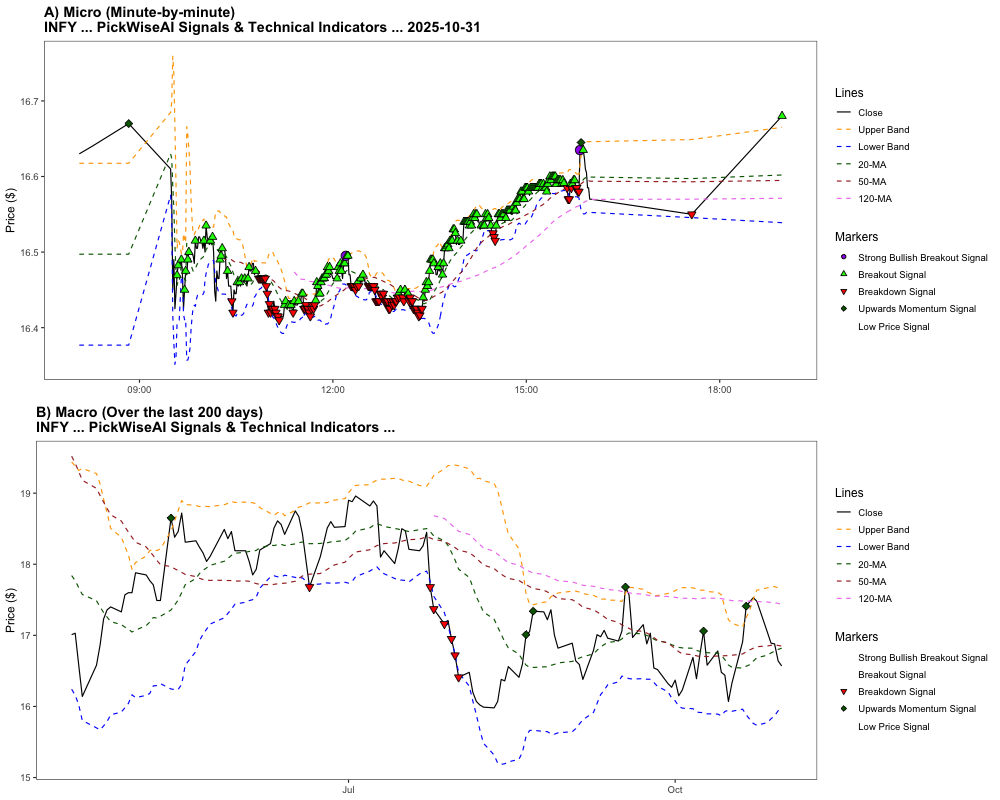 A) Micro (Minute-by-minute)
INFY ... PickWiseAI Signals & Technical Indicators ... 2025-10-31
Price ($)
16.7
16.6
16.5
16.4
09:00
12:00
15:00
18:00
Lines
Close
Upper Band
Lower Band
20-MA
50-MA
120-MA
Markers
Strong Bullish Breakout Signal
Breakout Signal
Breakdown Signal
Upwards Momentum Signal
Low Price Signal
B) Macro (Over the last 200 days)
INFY ... PickWiseAI Signals & Technical Indicators ...
Price ($)
19
18
17
16
15
Jul
Oct
Lines
Close
Upper Band
Lower Band
20-MA
50-MA
120-MA
Markers
Strong Bullish Breakout Signal
Breakout Signal
Breakdown Signal
Upwards Momentum Signal
Low Price Signal